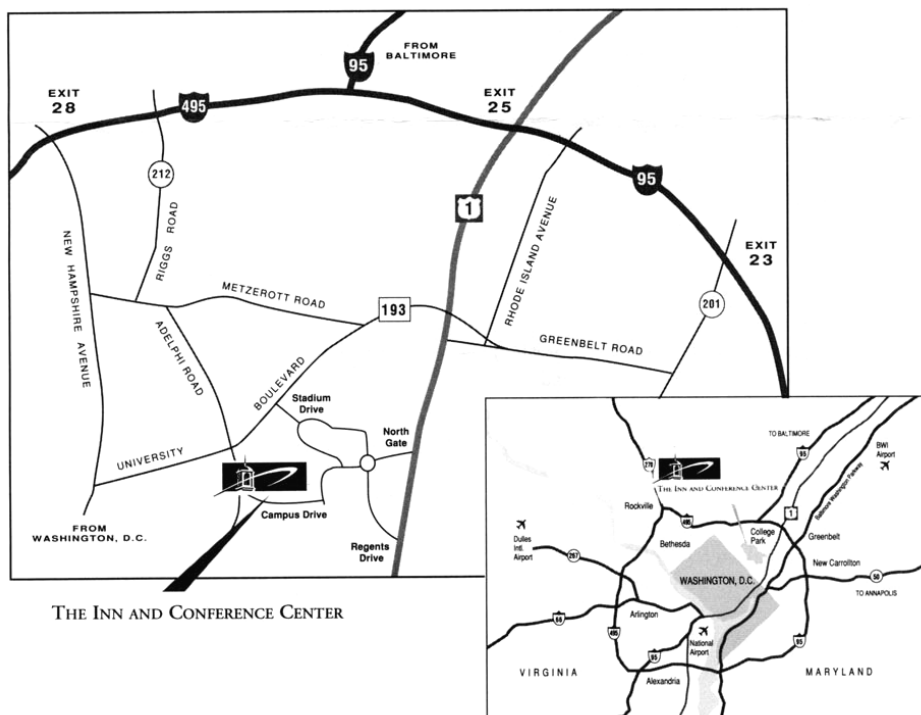 FROM
BALTIMORE
95
EXIT
28
495
EXIT
25
212
RIGGS ROAD
1
95
RHODE ISLAND AVENUE
EXIT
23
NEW HAMPSHIRE AVENUE
METZEROTT ROAD
193
201
ADELPHI ROAD
GREENBELT ROAD
UNIVERSITY BOULEVARD
Stadium
Drive
North
Gate
Campus Drive
FROM
WASHINGTON, D.C.
Regents
Drive
THE INN AND CONFERENCE CENTER
TO BALTIMORE
95
BWI
Airport
270
THE INN AND CONFERENCE CENTER
Baltimore Washington Parkway
1
Rockville
495
College
Park
Greenbelt
Dulles
Intl.
Airport
267
Bethesda
New Carrollton
50
TO ANNAPOLIS
WASHINGTON, D.C.
66
Arlington
495
National
Airport
95
95
VIRGINIA
MARYLAND
Alexandria